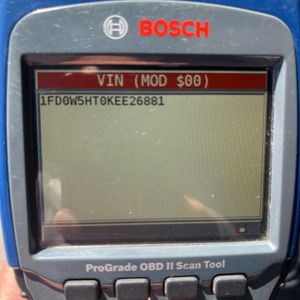 BOSCH
VIN (MOD $00)
1FD0W5HT0KEE26881
ProGrade OBD II Scan Tool